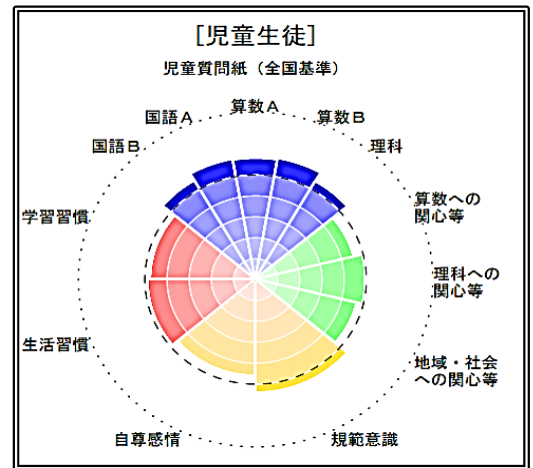 [児童生徒]
児童質問紙（全国基準）
算数A
国語A
算数B
国語B
理科
学習習慣
算数への
関心等
理科への
関心等
生活習慣
地域・社会
への関心等
自尊感情
規範意識